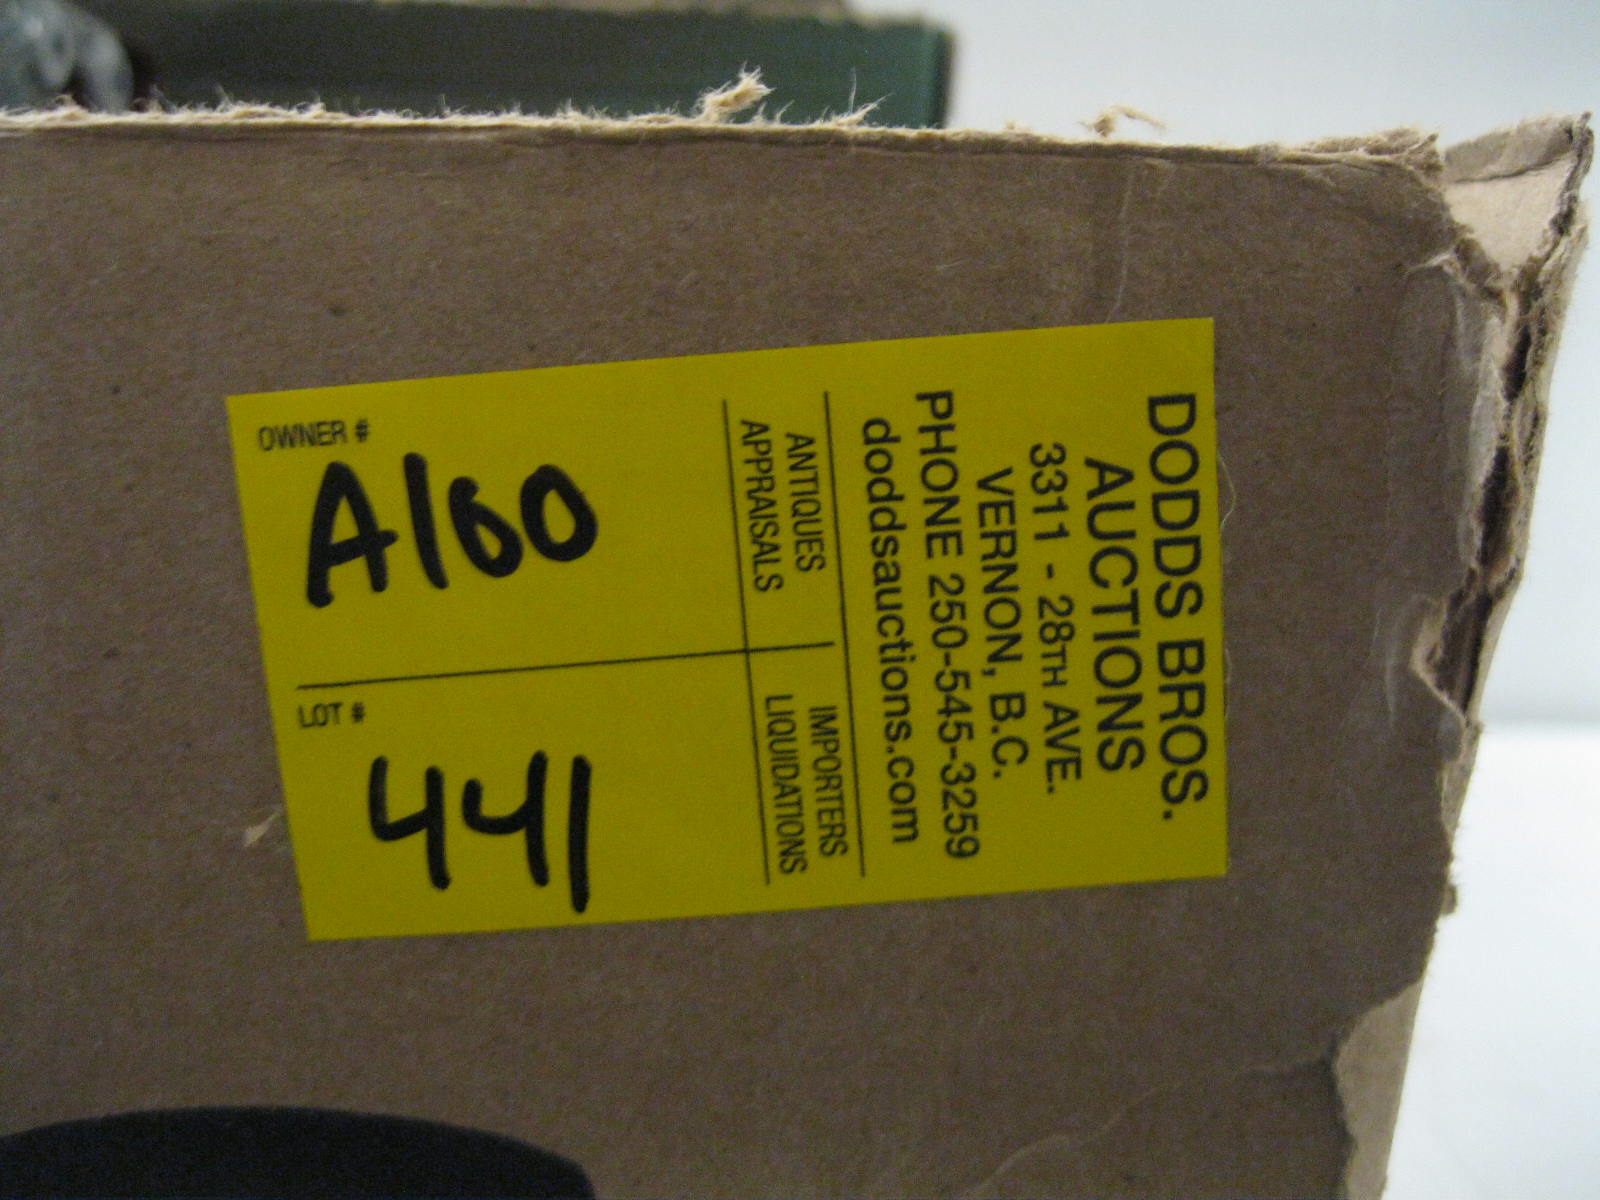 DODDS BROS.
AUCTIONS
3311 - 28TH AVE.
VERNON, B.C.
PHONE 250-545-3259
doddsauctions.com
ANTIQUES
APPRAISALS
IMPORTERS
LIQUIDATIONS
OWNER #
A100
LOT #
441